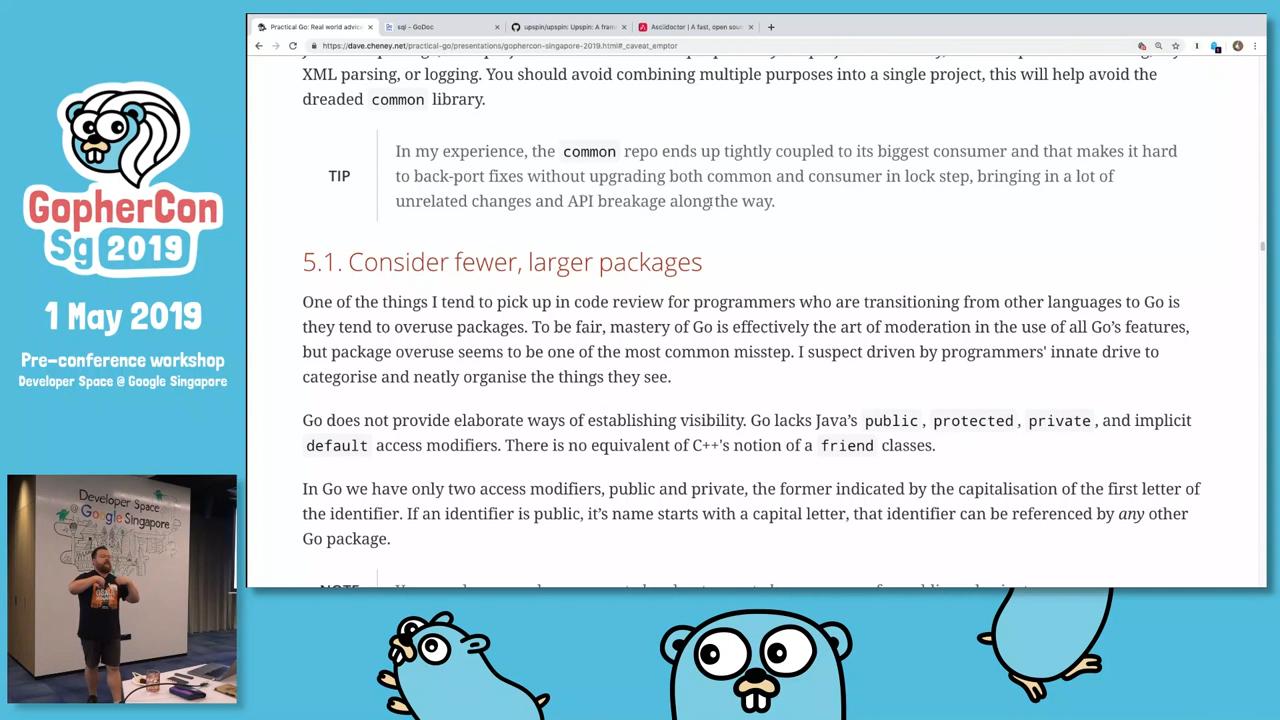 Practical Go: Real world advice
sql - GoDoc
upspin/upspin: Upspin: A fram
Asciidoctor | A fast, open sou
https://dave.cheney.net/practical-go/presentations/gophercon-singapore-2019.html#_caveat_emptor
XML parsing, or logging. You should avoid combining multiple purposes into a single project, this will help avoid the
dreaded common library.
TIP
In my experience, the common repo ends up tightly coupled to its biggest consumer and that makes it hard
to back-port fixes without upgrading both common and consumer in lock step, bringing in a lot of
unrelated changes and API breakage along the way.
5.1. Consider fewer, larger packages
One of the things I tend to pick up in code review for programmers who are transitioning from other languages to Go is
they tend to overuse packages. To be fair, mastery of Go is effectively the art of moderation in the use of all Go's features,
but package overuse seems to be one of the most common misstep. I suspect driven by programmers' innate drive to
categorise and neatly organise the things they see.
Go does not provide elaborate ways of establishing visibility. Go lacks Java's public, protected, private, and implicit
default access modifiers. There is no equivalent of C++'s notion of a friend classes.
In Go we have only two access modifiers, public and private, the former indicated by the capitalisation of the first letter of
the identifier. If an identifier is public, it's name starts with a capital letter, that identifier can be referenced by any other
Go package.
GopherCon
Sg 2019
1 May 2019
Pre-conference workshop
Developer Space @ Google Singapore
Developer Space
@ Google Singapore